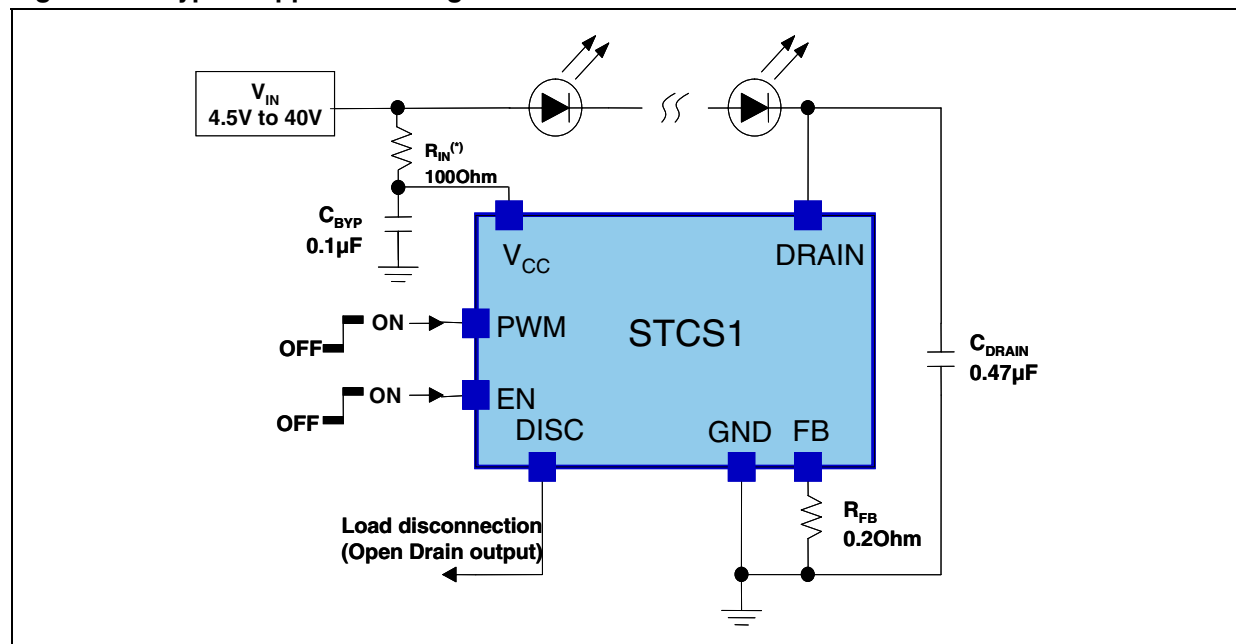 V_IN
4.5V to 40V
R_IN(*)
100Ohm
C_BYP
0.1µF
V_CC
DRAIN
ON
PWM
OFF
STCS1
C_DRAIN
0.47µF
ON
EN
OFF
DISC
GND
FB
R_FB
0.2Ohm
Load disconnection
(Open Drain output)